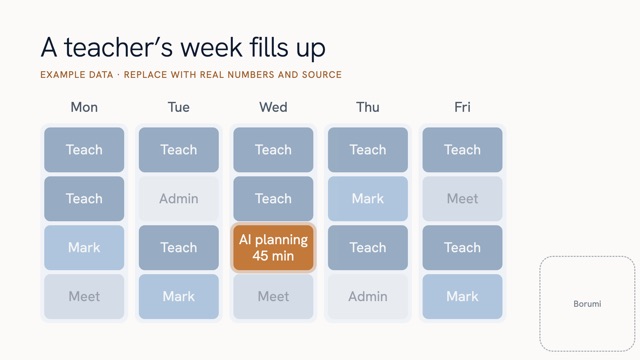 A teacher’s week fills up
EXAMPLE DATA · REPLACE WITH REAL NUMBERS AND SOURCE
Mon Tue Wed Thu Fri
Teach Teach Teach Teach Teach
Teach Admin Teach Mark Meet
Mark Teach AI planning Teach Teach
45 min
Meet Mark Meet Admin Mark
Borumi